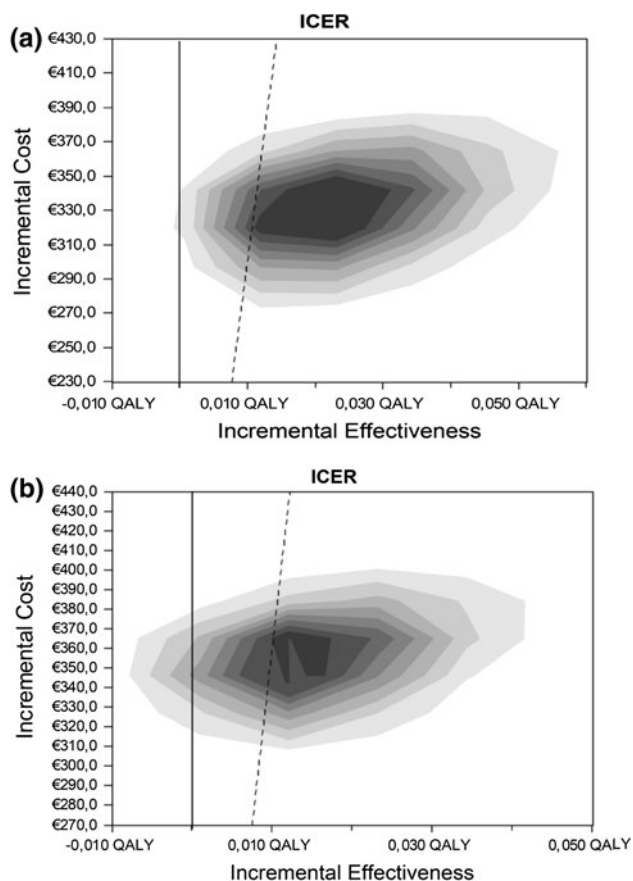 (a)
ICER
€430,0
€410,0
€390,0
€370,0
€350,0
€330,0
€310,0
€290,0
€270,0
€250,0
€230,0
Incremental Cost
-0,010 QALY 0,010 QALY 0,030 QALY 0,050 QALY
Incremental Effectiveness
(b)
ICER
€440,0
€430,0
€420,0
€410,0
€400,0
€390,0
€380,0
€370,0
€360,0
€350,0
€340,0
€330,0
€320,0
€310,0
€300,0
€290,0
€280,0
€270,0
Incremental Cost
-0,010 QALY 0,010 QALY 0,030 QALY 0,050 QALY
Incremental Effectiveness